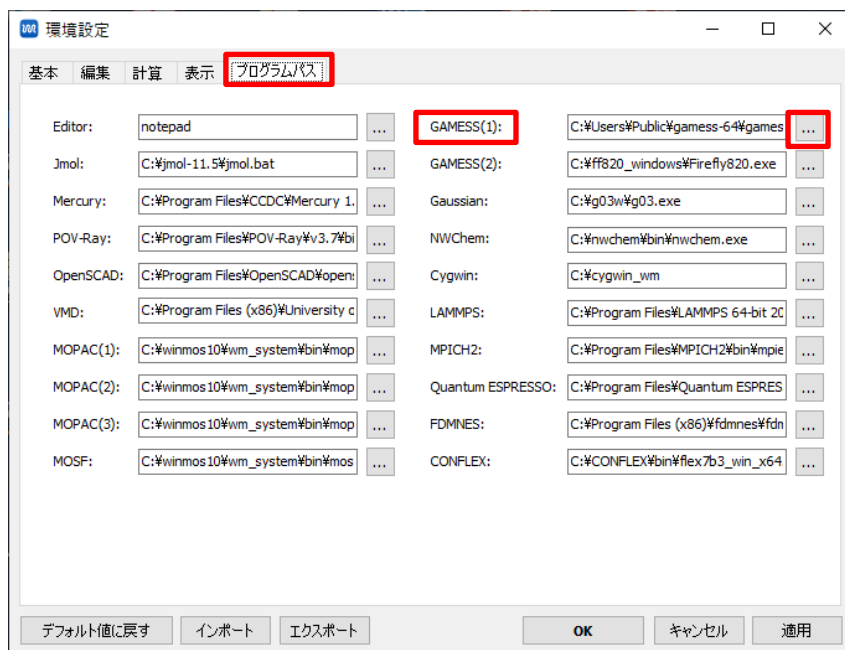 環境設定
基本 編集 計算 表示 プログラムパス
Editor: notepad ... GAMESS(1): C:¥Users¥Public¥gamess-64¥games ...
Jmol: C:¥jmol-11.5¥jmol.bat ... GAMESS(2): C:¥ff820_windows¥Firefly820.exe ...
Mercury: C:¥Program Files¥CCDC¥Mercury 1. ... Gaussian: C:¥g03w¥g03.exe ...
POV-Ray: C:¥Program Files¥POV-Ray¥v3.7¥bi ... NWChem: C:¥nwchem¥bin¥nwchem.exe ...
OpenSCAD: C:¥Program Files¥OpenSCAD¥opens ... Cygwin: C:¥cygwin_wm ...
VMD: C:¥Program Files (x86)¥University o ... LAMMPS: C:¥Program Files¥LAMMPS 64-bit 20 ...
MOPAC(1): C:¥winmos10¥wm_system¥bin¥mop ... MPICH2: C:¥Program Files¥MPICH2¥bin¥mpie ...
MOPAC(2): C:¥winmos10¥wm_system¥bin¥mop ... Quantum ESPRESSO: C:¥Program Files¥Quantum ESPRES ...
MOPAC(3): C:¥winmos10¥wm_system¥bin¥mop ... FDMNES: C:¥Program Files (x86)¥fdmnes¥fdn ...
MOSF: C:¥winmos10¥wm_system¥bin¥mos ... CONFLEX: C:¥CONFLEX¥bin¥flex7b3_win_x64. ...
デフォルト値に戻す インポート エクスポート OK キャンセル 適用